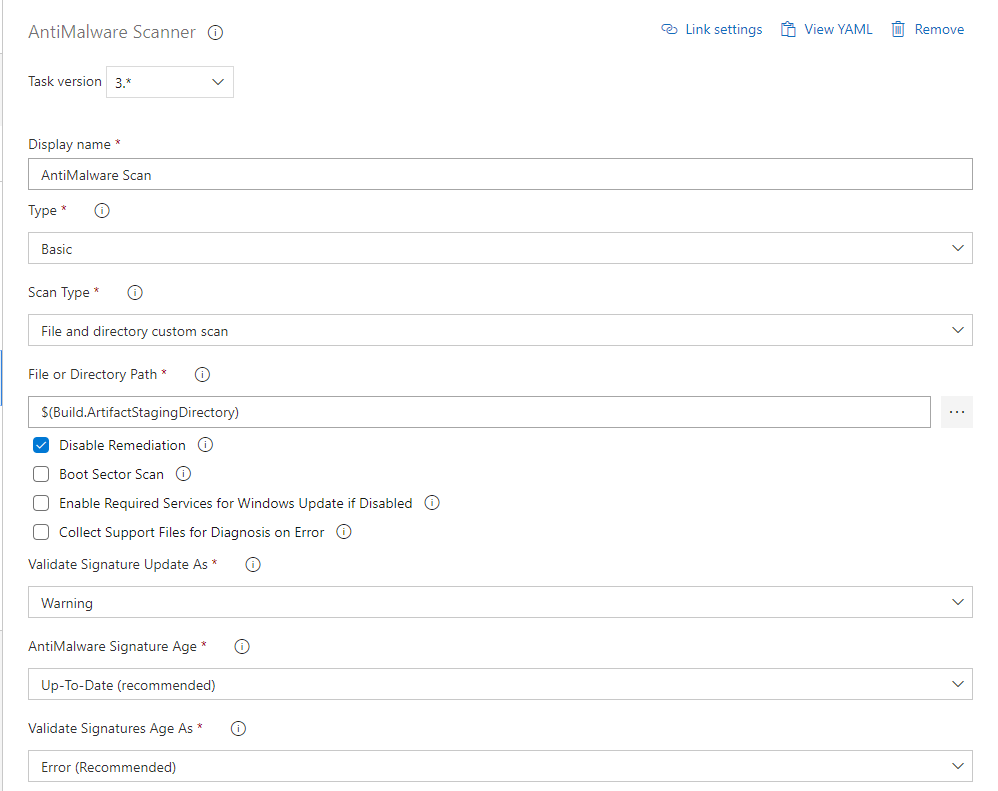 AntiMalware Scanner
Link settings View YAML Remove
Task version 3.*
Display name *
AntiMalware Scan
Type *
Basic
Scan Type *
File and directory custom scan
File or Directory Path *
$(Build.ArtifactStagingDirectory)
Disable Remediation
Boot Sector Scan
Enable Required Services for Windows Update if Disabled
Collect Support Files for Diagnosis on Error
Validate Signature Update As *
Warning
AntiMalware Signature Age *
Up-To-Date (recommended)
Validate Signatures Age As *
Error (Recommended)